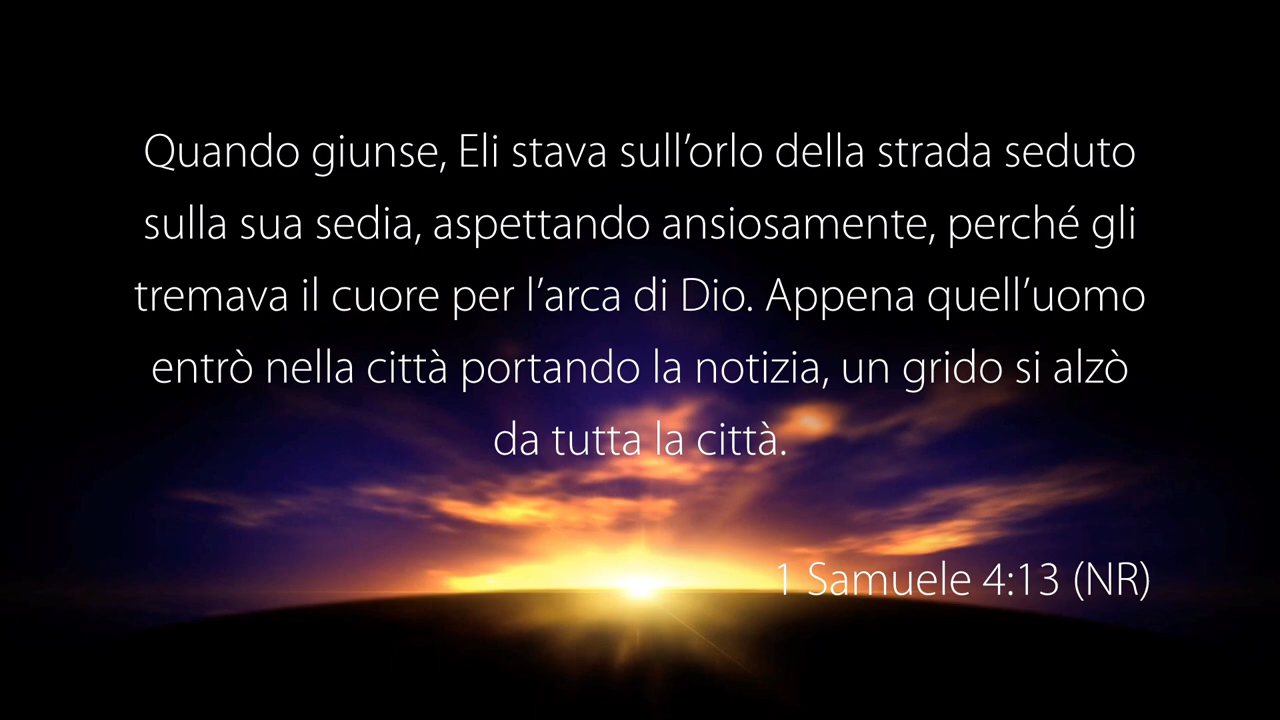 Quando giunse, Eli stava sull’orlo della strada seduto
sulla sua sedia, aspettando ansiosamente, perché gli
tremava il cuore per l’arca di Dio. Appena quell’uomo
entrò nella città portando la notizia, un grido si alzò
da tutta la città.
1 Samuele 4:13 (NR)